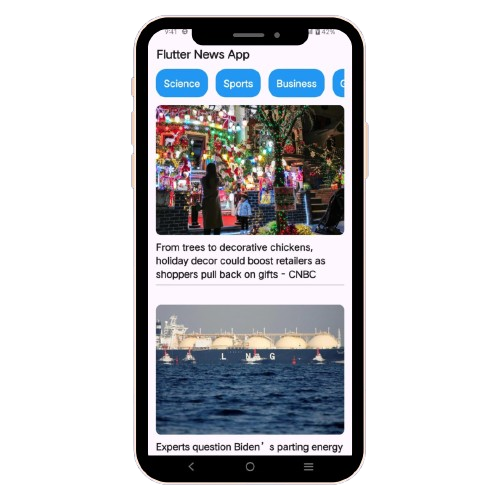 9:41
42%
Flutter News App
Science
Sports
Business
L N G
From trees to decorative chickens,
holiday decor could boost retailers as
shoppers pull back on gifts - CNBC
Experts question Biden's parting energy